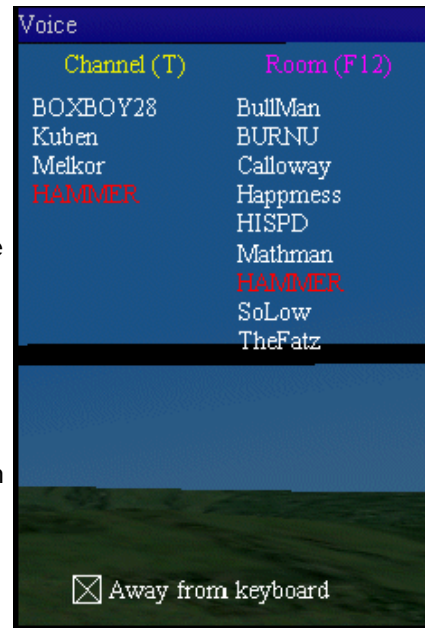 Voice
Channel (T) Room (F12)
BOXBOY28 BullMan
Kuben BURNU
Melkor Calloway
HAMMER Happmess
HISPD
e Mathman
HAMMER
SoLow
TheFatz
n
Away from keyboard